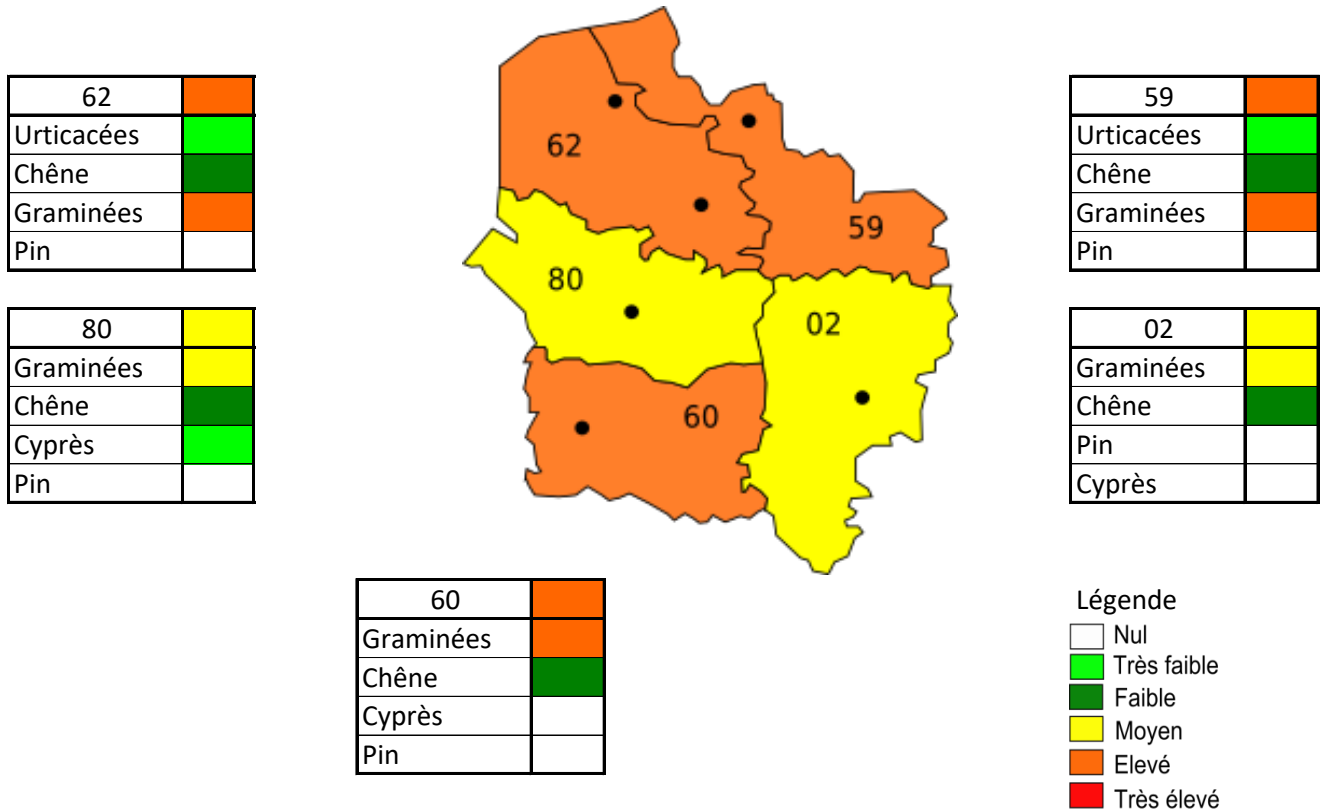 62
Urticacées
Chêne
Graminées
Pin
80
Graminées
Chêne
Cyprès
Pin
62
59
80
02
60
59
Urticacées
Chêne
Graminées
Pin
02
Graminées
Chêne
Pin
Cyprès
60
Graminées
Chêne
Cyprès
Pin
Légende
Nul
Très faible
Faible
Moyen
Elevé
Très élevé